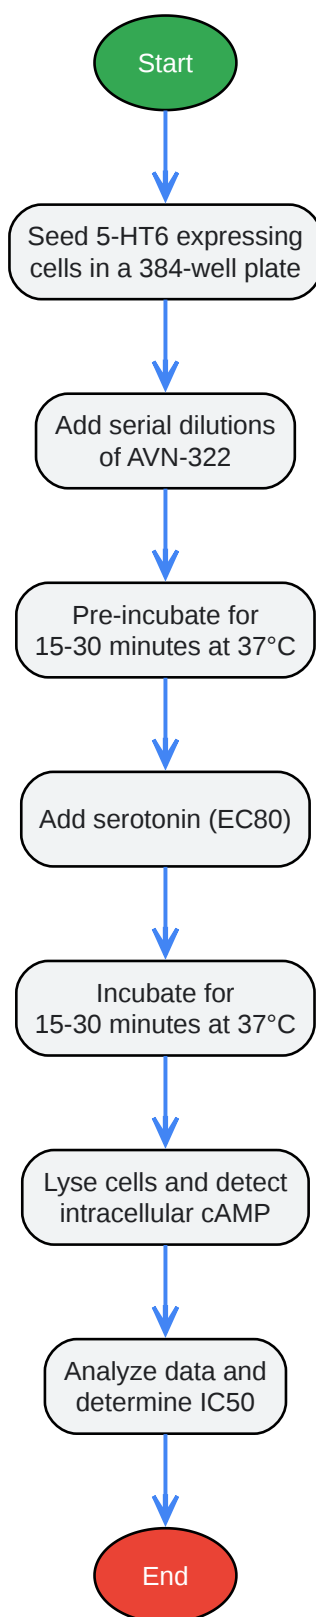 Start
Seed 5-HT6 expressing
cells in a 384-well plate
Add serial dilutions
of AVN-322
Pre-incubate for
15-30 minutes at 37°C
Add serotonin (EC80)
Incubate for
15-30 minutes at 37°C
Lyse cells and detect
intracellular cAMP
Analyze data and
determine IC50
End